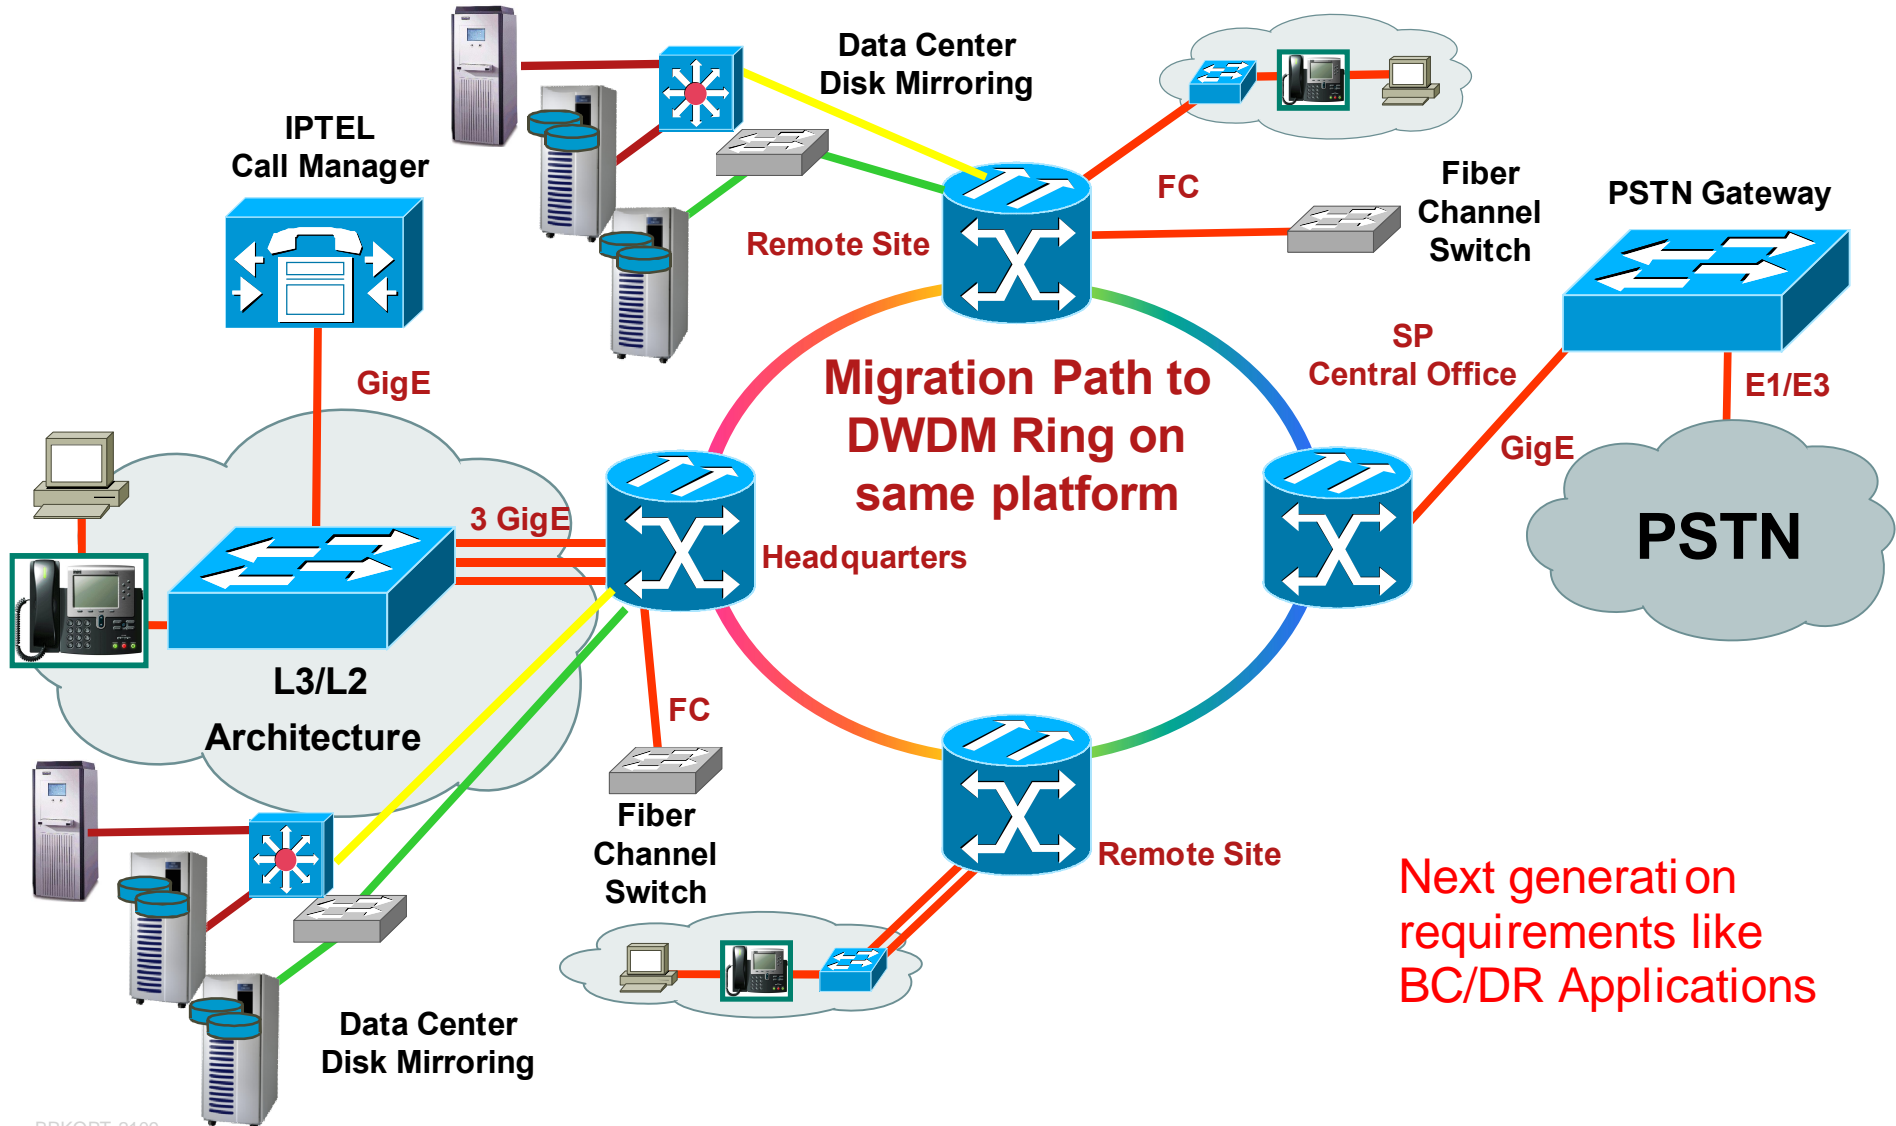 Data Center
Disk Mirroring
IPTEL
Call Manager
FC
Fiber
Channel
Switch
PSTN Gateway
Remote Site
GigE
SP
Central Office
E1/E3
Migration Path to
DWDM Ring on
same platform
GigE
3 GigE
PSTN
Headquarters
L3/L2
Architecture
FC
Fiber
Channel
Switch
Remote Site
Next generation
requirements like
BC/DR Applications
Data Center
Disk Mirroring